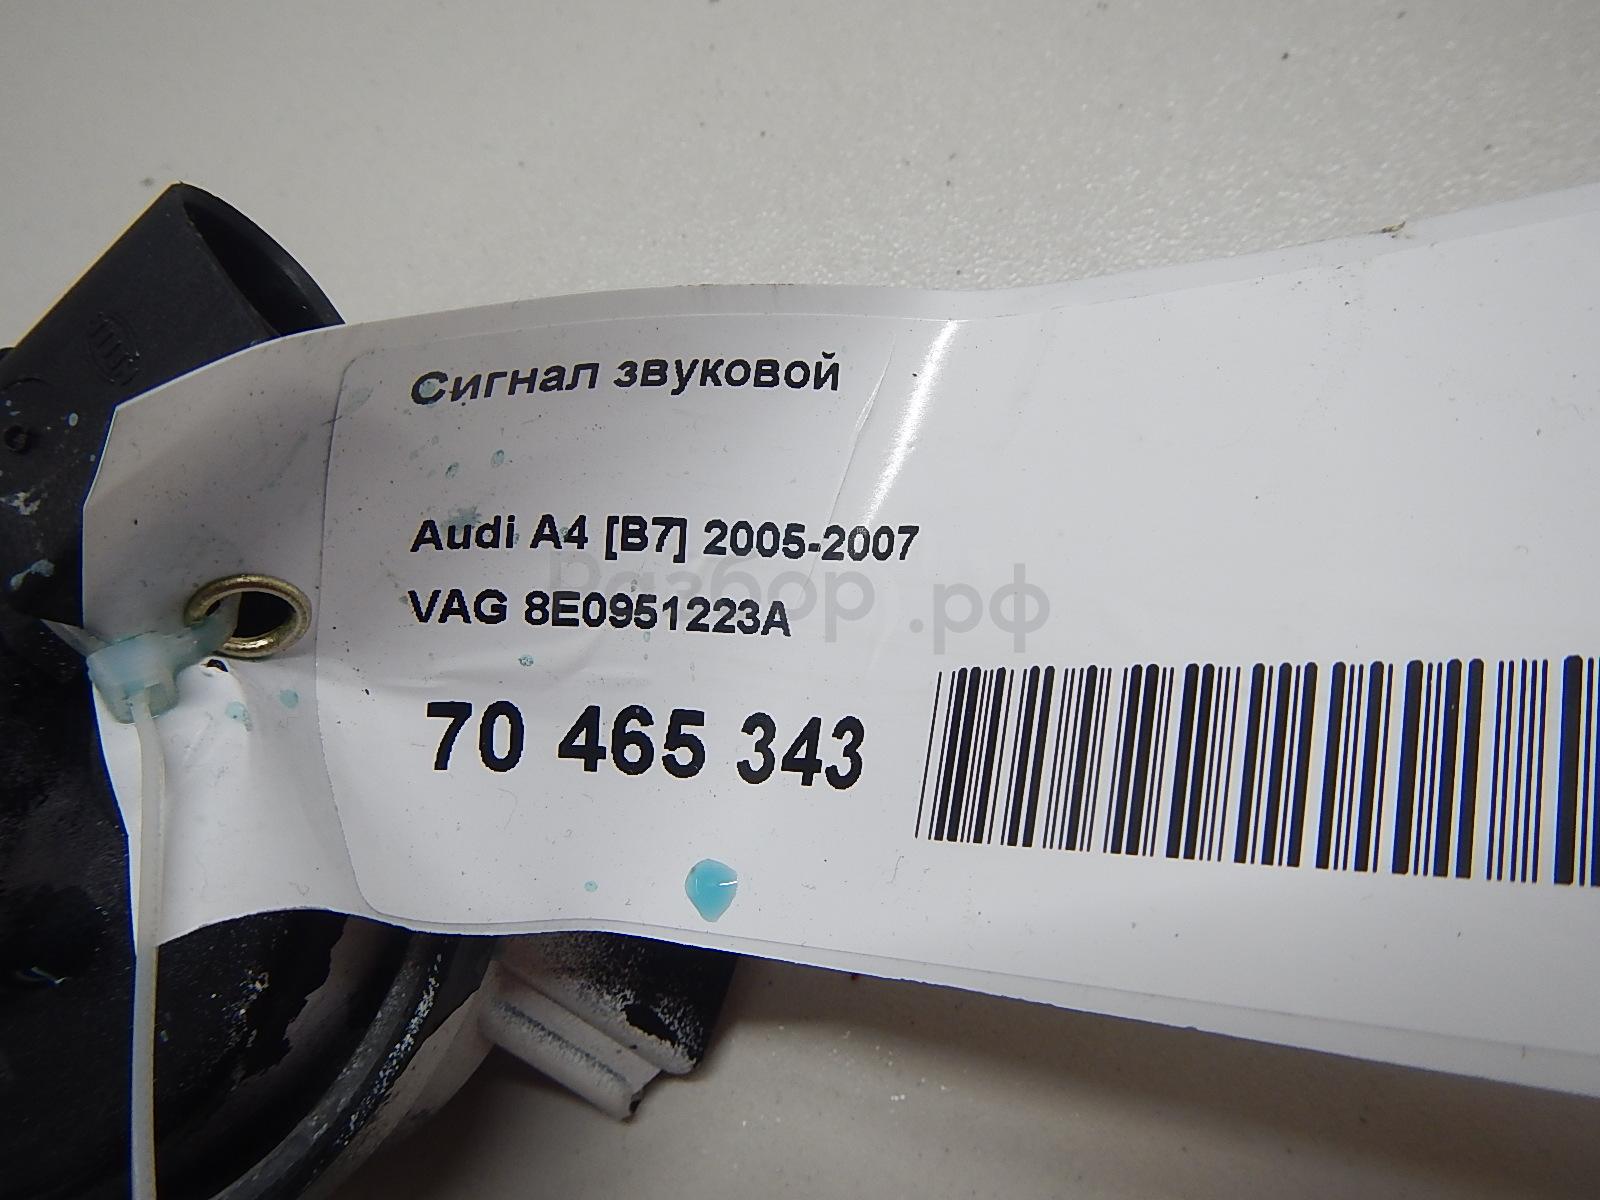 Сигнал звуковой
Audi A4 [B7] 2005-2007
Разбор.рф
VAG 8E0951223A
70 465 343